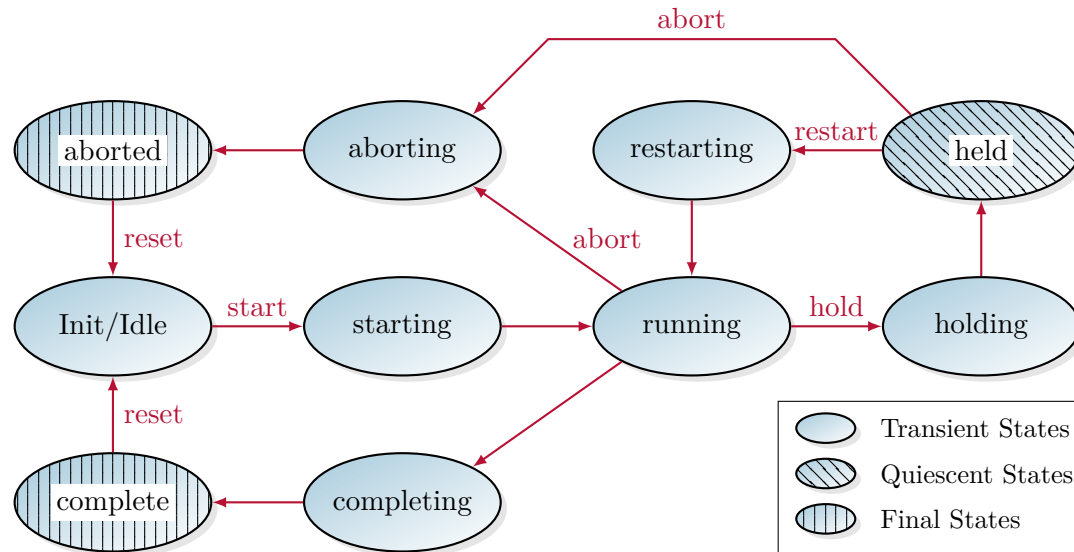 abort
aborted
aborting
restarting
restart
held
reset
abort
Init/Idle
start
starting
running
hold
holding
reset
complete
completing
Transient States
Quiescent States
Final States